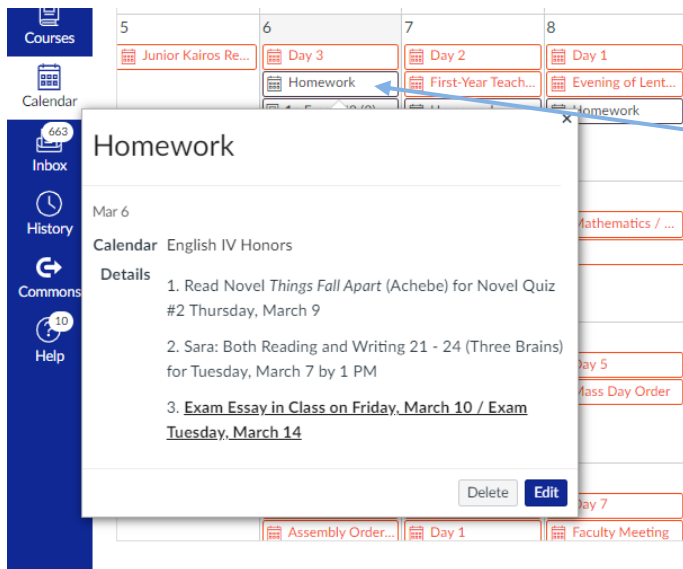 Courses
Calendar
663
Inbox
History
Commons
10
Help
5
6
7
8
Junior Kairos Re...
Day 3
Day 2
Day 1
Homework
First-Year Teach...
Evening of Lent...
Homework
×
Homework
Mar 6
Calendar English IV Honors
Details
1. Read Novel Things Fall Apart (Achebe) for Novel Quiz
#2 Thursday, March 9
2. Sara: Both Reading and Writing 21 - 24 (Three Brains)
for Tuesday, March 7 by 1 PM
3. Exam Essay in Class on Friday, March 10 / Exam
Tuesday, March 14
Delete
Edit
Mathematics / ...
Day 5
Mass Day Order
Day 7
Assembly Order...
Day 1
Faculty Meeting